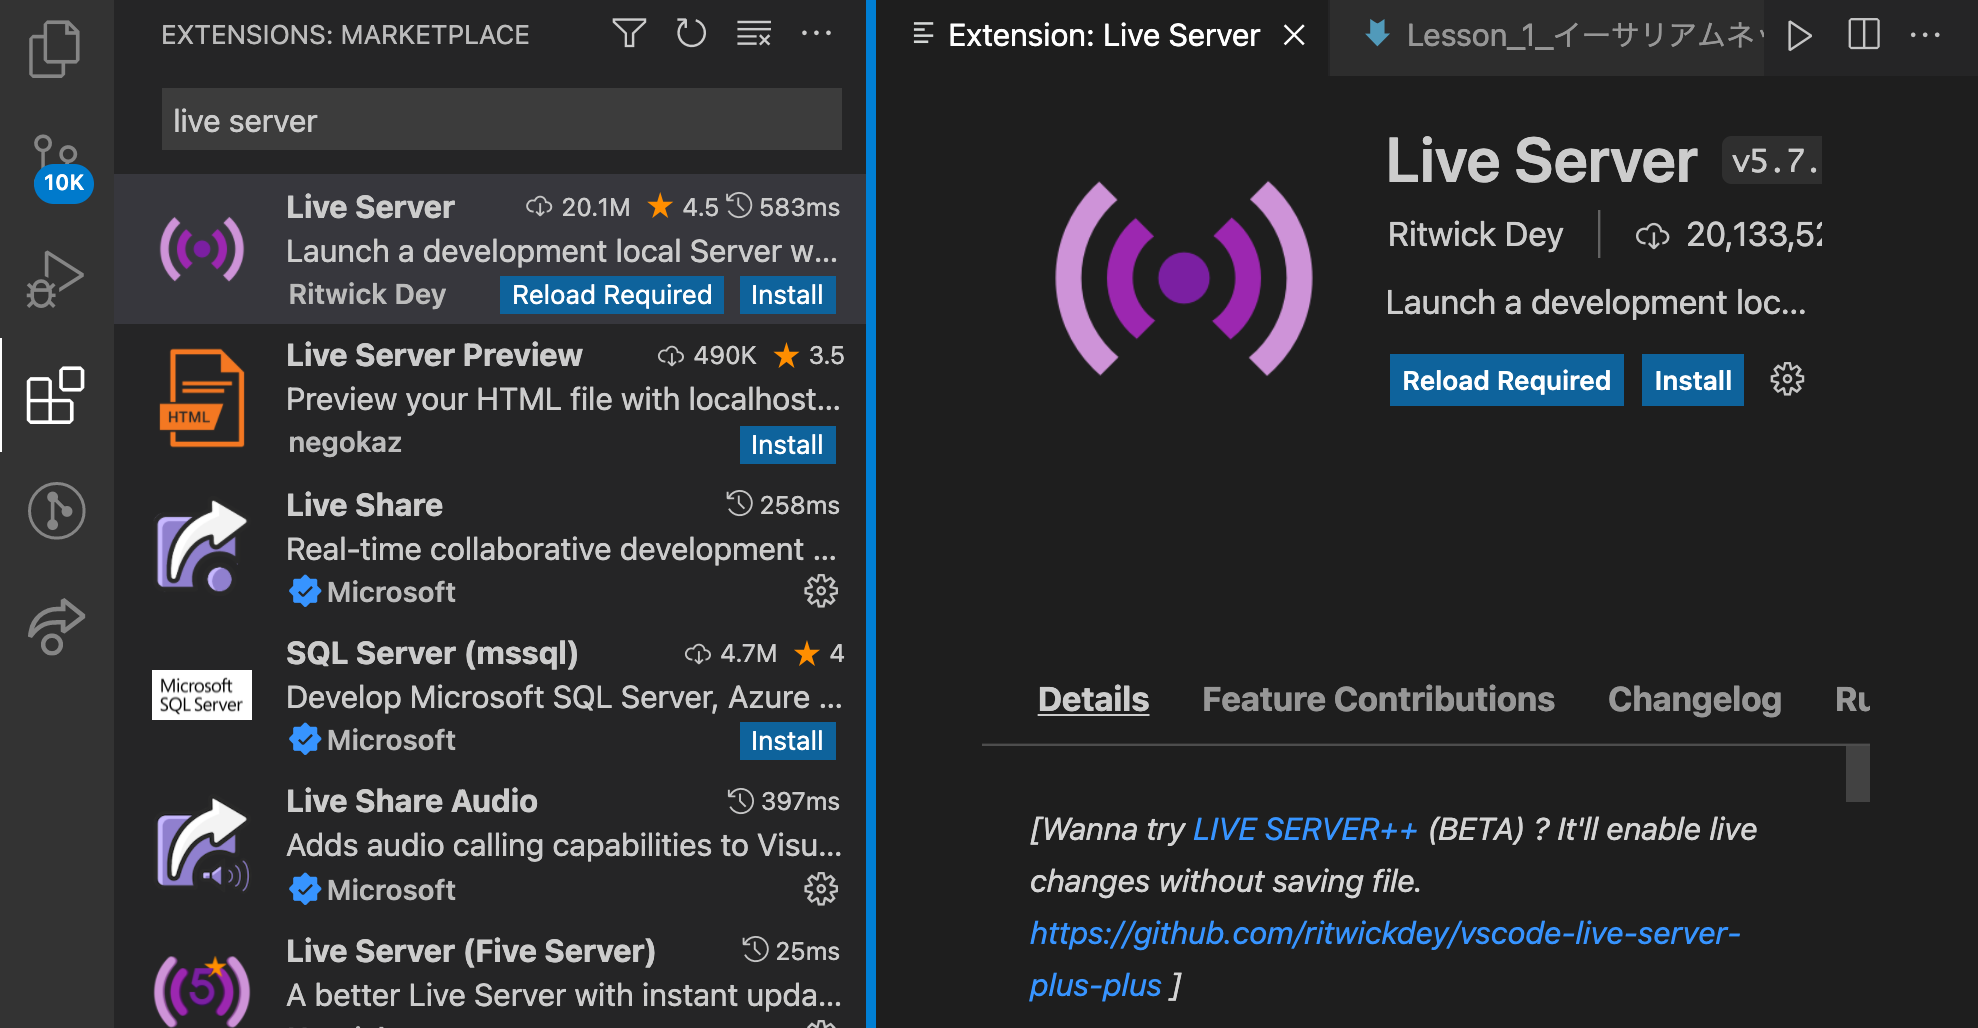 EXTENSIONS: MARKETPLACE
live server
10K
Live Server 20.1M 4.5 583ms
Launch a development local Server w...
Ritwick Dey Reload Required Install
HTML
Live Server Preview 490K 3.5
Preview your HTML file with localhost...
negokaz Install
Live Share 258ms
Real-time collaborative development ...
Microsoft
Microsoft
SQL Server
SQL Server (mssql) 4.7M 4
Develop Microsoft SQL Server, Azure ...
Microsoft Install
Live Share Audio 397ms
Adds audio calling capabilities to Visu...
Microsoft
5
Live Server (Five Server) 25ms
A better Live Server with instant upda...
Extension: Live Server
Lesson_1_イーサリアムネッ
Live Server v5.7.
Ritwick Dey 20,133,52
Launch a development loc...
Reload Required Install
Details Feature Contributions Changelog Ru
[Wanna try LIVE SERVER++ (BETA) ? It'll enable live
changes without saving file.
https://github.com/ritwickdey/vscode-live-server-
plus-plus ]